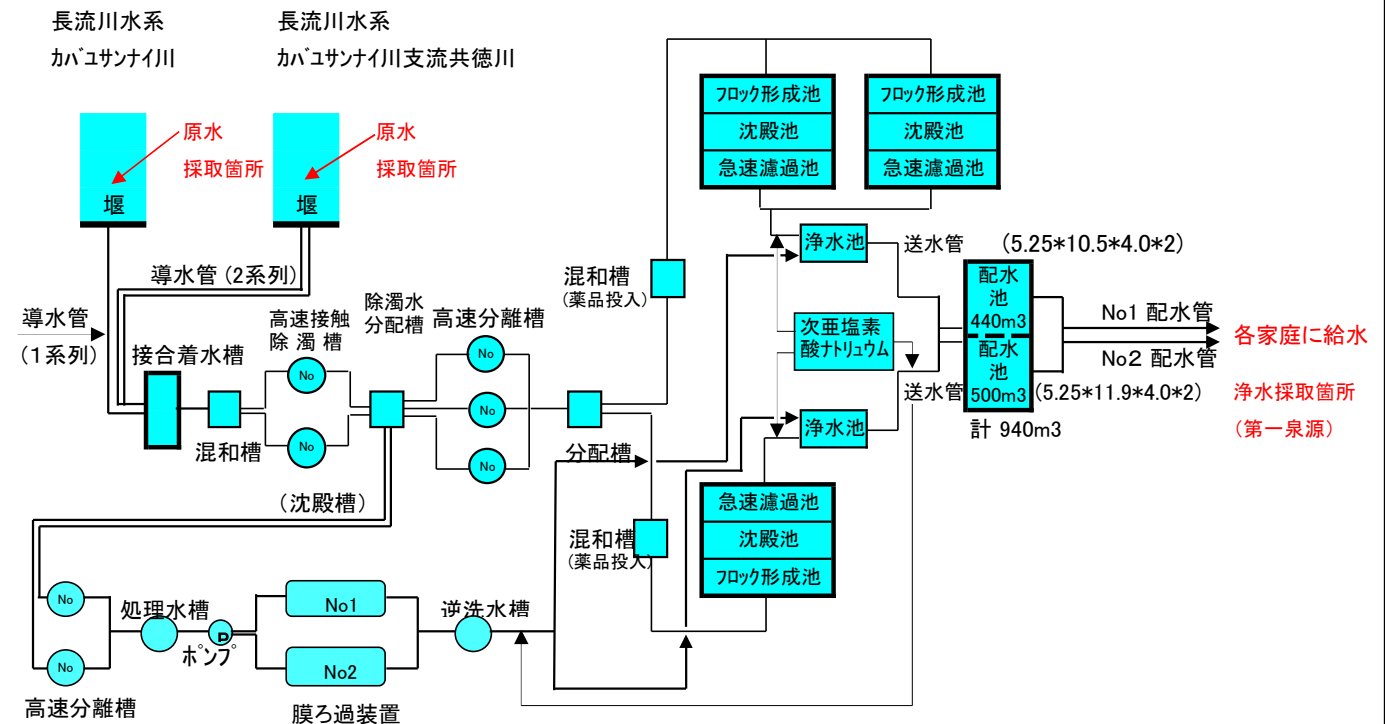 長流川水系
カバユサンナイ川
長流川水系
カバユサンナイ川支流共徳川
原水
採取箇所
堰
原水
採取箇所
堰
導水管 (2系列)
導水管
(1系列)
接合着水槽
混和槽
高速接触
除 濁 槽
No
No
除濁水
分配槽
高速分離槽
No
No
No
(沈殿槽)
分配槽
混和槽
(薬品投入)
混和槽
(薬品投入)
フロック形成池
沈殿池
急速濾過池
フロック形成池
沈殿池
急速濾過池
浄水池
次亜塩素
酸ナトリュウム
浄水池
急速濾過池
沈殿池
フロック形成池
送水管
(5.25*10.5*4.0*2)
配水
池
440m3
配水
池
500m3
送水管
(5.25*11.9*4.0*2)
計 940m3
No1 配水管
No2 配水管
各家庭に給水
浄水採取箇所
(第一泉源)
No
No
高速分離槽
処理水槽
P
ポンプ
No1
No2
膜ろ過装置
逆洗水槽